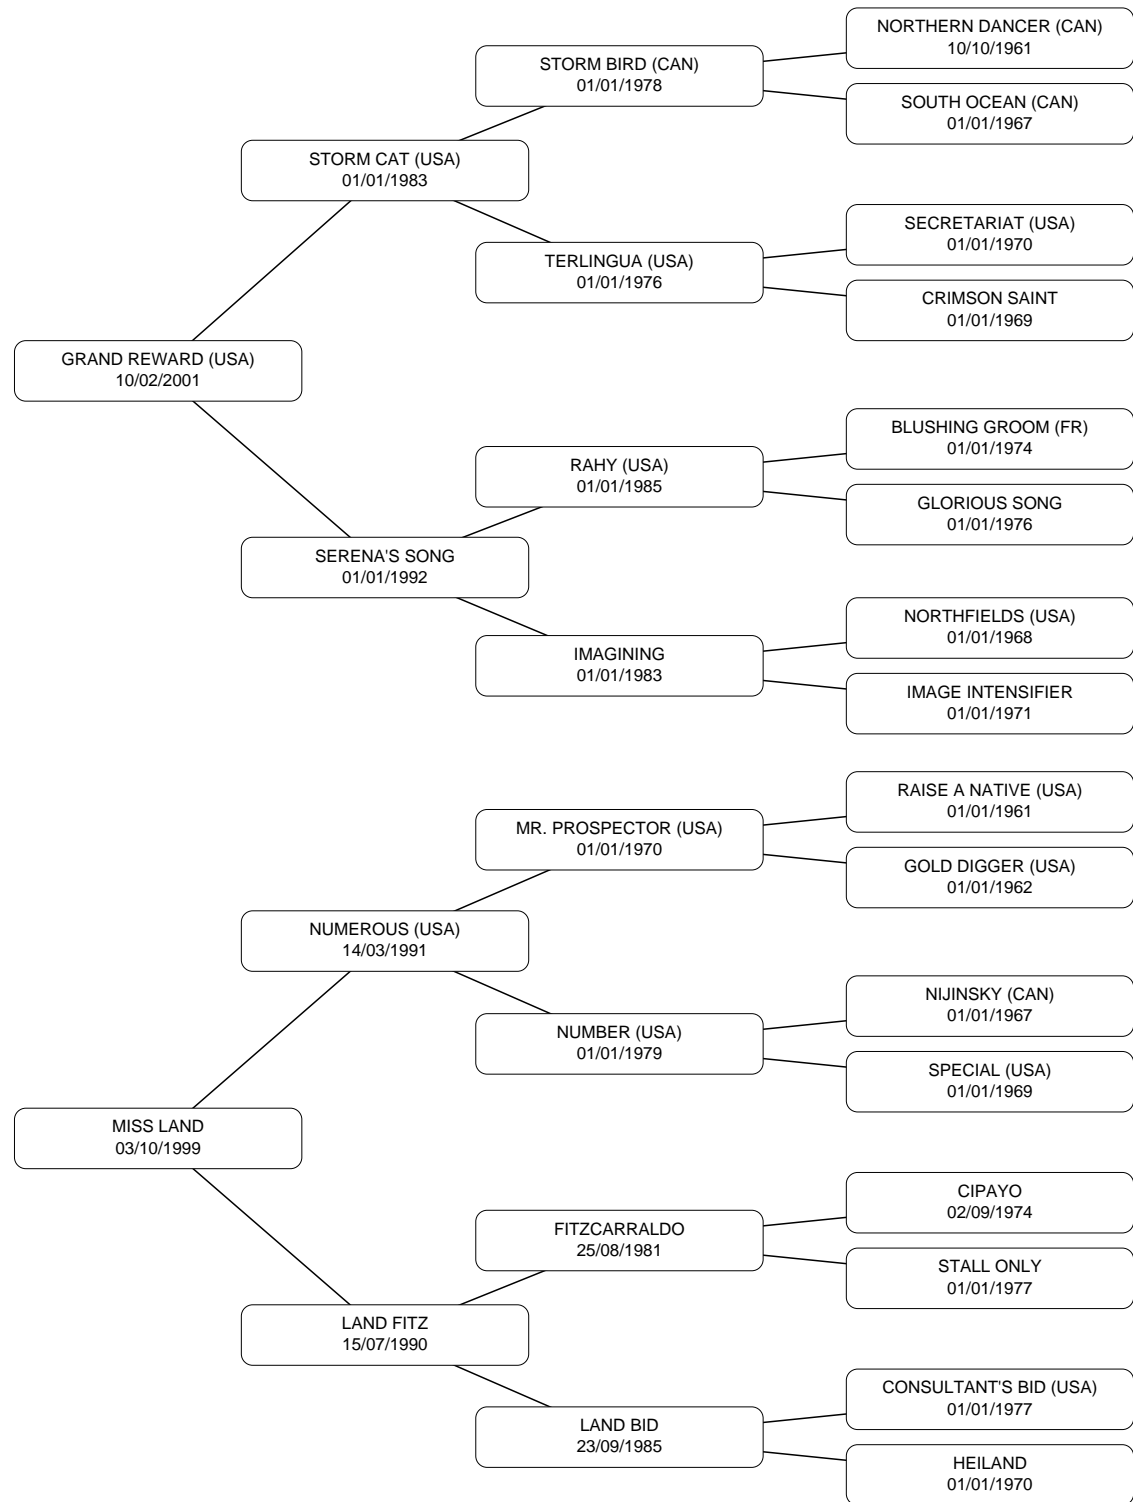 NORTHERN DANCER (CAN)
10/10/1961
STORM BIRD (CAN)
01/01/1978
SOUTH OCEAN (CAN)
01/01/1967
STORM CAT (USA)
01/01/1983
SECRETARIAT (USA)
01/01/1970
TERLINGUA (USA)
01/01/1976
CRIMSON SAINT
01/01/1969
GRAND REWARD (USA)
10/02/2001
BLUSHING GROOM (FR)
01/01/1974
RAHY (USA)
01/01/1985
GLORIOUS SONG
01/01/1976
SERENA'S SONG
01/01/1992
NORTHFIELDS (USA)
01/01/1968
IMAGINING
01/01/1983
IMAGE INTENSIFIER
01/01/1971
RAISE A NATIVE (USA)
01/01/1961
MR. PROSPECTOR (USA)
01/01/1970
GOLD DIGGER (USA)
01/01/1962
NUMEROUS (USA)
14/03/1991
NIJINSKY (CAN)
01/01/1967
NUMBER (USA)
01/01/1979
SPECIAL (USA)
01/01/1969
MISS LAND
03/10/1999
CIPAYO
02/09/1974
FITZCARRALDO
25/08/1981
STALL ONLY
01/01/1977
LAND FITZ
15/07/1990
CONSULTANT'S BID (USA)
01/01/1977
LAND BID
23/09/1985
HEILAND
01/01/1970